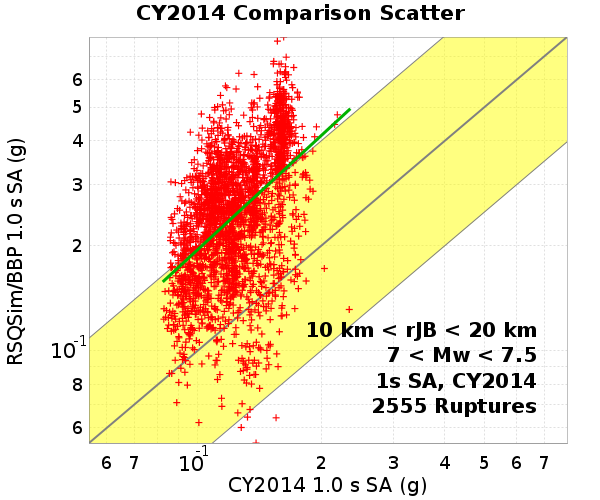 CY2014 Comparison Scatter
RSQSim/BBP 1.0 s SA (g)
6
5
4
3
2
10-1
8
6
10 km < rJB < 20 km
7 < Mw < 7.5
1s SA, CY2014
2555 Ruptures
6 7 10-1 2 3 4 5 6 7
CY2014 1.0 s SA (g)